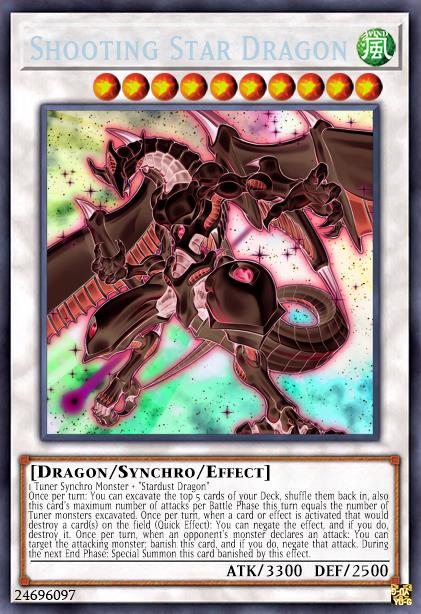 Shooting Star Dragon
WIND
風
[Dragon/Synchro/Effect]
1 Tuner Synchro Monster + "Stardust Dragon"
Once per turn: You can excavate the top 5 cards of your Deck, shuffle them back in, also
this card's maximum number of attacks per Battle Phase this turn equals the number of
Tuner monsters excavated. Once per turn, when a card or effect is activated that would
destroy a card(s) on the field (Quick Effect): You can negate the effect, and if you do,
destroy it. Once per turn, when an opponent's monster declares an attack: You can
target the attacking monster; banish this card, and if you do, negate that attack. During
the next End Phase: Special Summon this card banished by this effect.
ATK/3300 DEF/2500
24696097